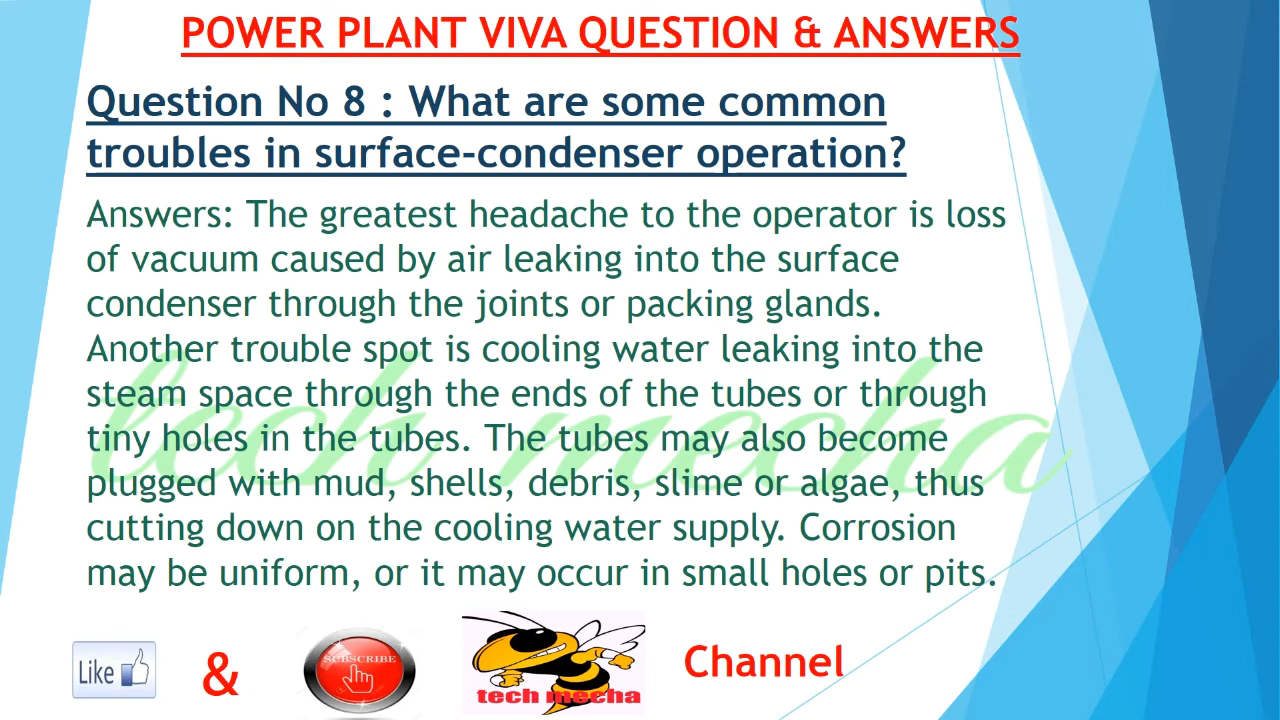 POWER PLANT VIVA QUESTION & ANSWERS
Question No 8 : What are some common
troubles in surface-condenser operation?
Answers: The greatest headache to the operator is loss
of vacuum caused by air leaking into the surface
condenser through the joints or packing glands.
Another trouble spot is cooling water leaking into the
steam space through the ends of the tubes or through
tiny holes in the tubes. The tubes may also become
plugged with mud, shells, debris, slime or algae, thus
cutting down on the cooling water supply. Corrosion
may be uniform, or it may occur in small holes or pits.
tech mecha
Like & SUBSCRIBE tech mecha Channel